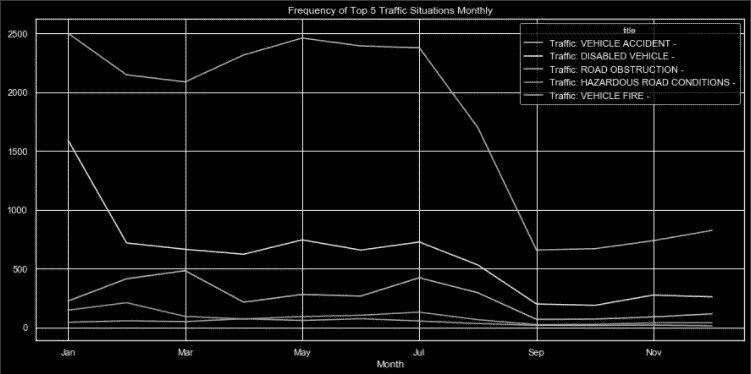 Frequency of Top 5 Traffic Situations Monthly
title
Traffic: VEHICLE ACCIDENT -
Traffic: DISABLED VEHICLE -
Traffic: ROAD OBSTRUCTION -
Traffic: HAZARDOUS ROAD CONDITIONS -
Traffic: VEHICLE FIRE -
2500
2000
1500
1000
500
0
Jan Mar May Jul Sep Nov
Month